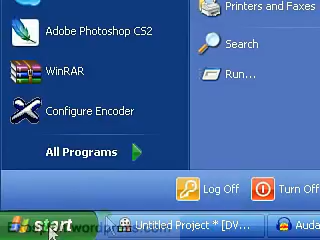 Printers and Faxes
Adobe Photoshop CS2
Search
WinRAR
Run...
Configure Encoder
All Programs
Log Off
Turn Off
start
Untitled Project * [DV...
Auda